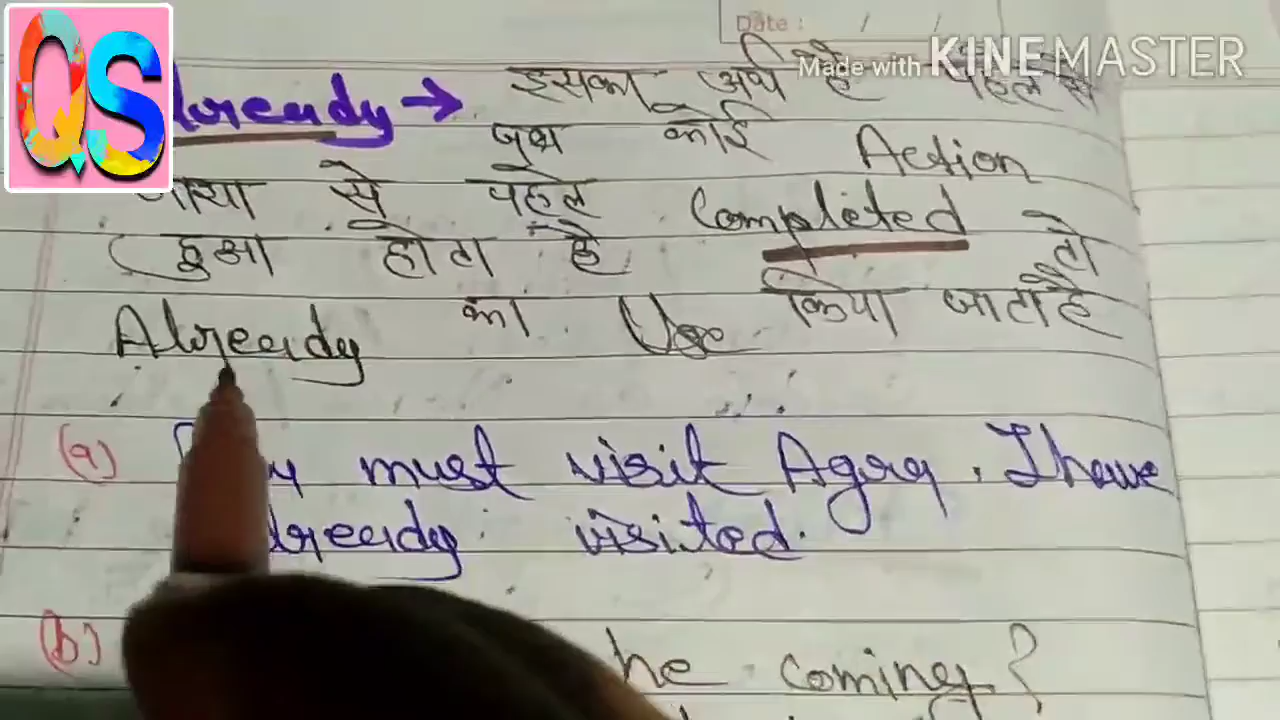 Date : / /
Made with KINEMASTER
QS
Already → इसका अर्थ है पहले से
जब कोई Action
से पहले Completed
हुआ होता है तो
Already का Use किया जाता है
(a) must visit Agra. I have
already visited.
(b) he coming?